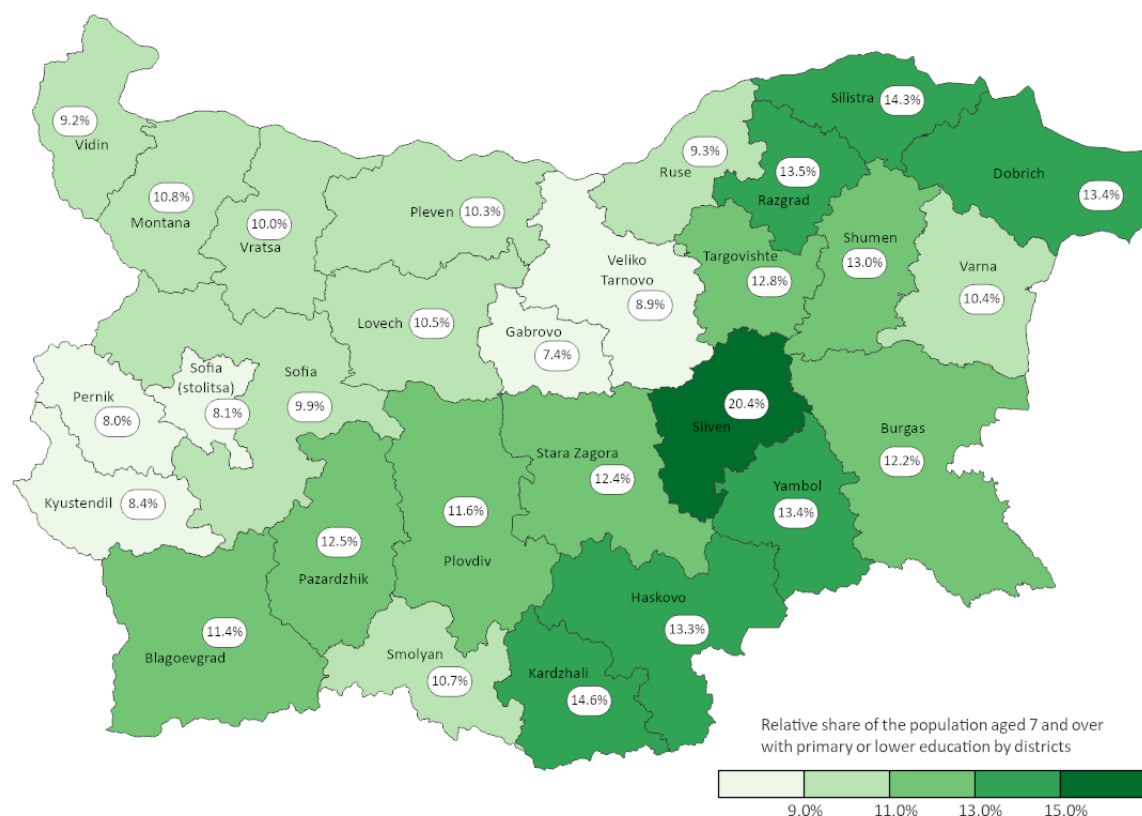 9.2%
Vidin
10.8%
Montana
10.0%
Vratsa
Pleven 10.3%
Lovech 10.5%
Veliko
Tarnovo
8.9%
Gabrovo
7.4%
Ruse
9.3%
Silistra 14.3%
13.5%
Razgrad
Dobrich
13.4%
Targovishte
12.8%
Shumen
13.0%
Varna
10.4%
Pernik
8.0%
Sofia
(stolitsa)
8.1%
Sofia
9.9%
Kyustendil 8.4%
12.5%
Pazardzhik
11.6%
Plovdiv
Stara Zagora
12.4%
20.4%
Sliven
Yambol
13.4%
Burgas
12.2%
11.4%
Blagoevgrad
Smolyan
10.7%
Haskovo
13.3%
Kardzhali
14.6%
Relative share of the population aged 7 and over
with primary or lower education by districts
9.0% 11.0% 13.0% 15.0%